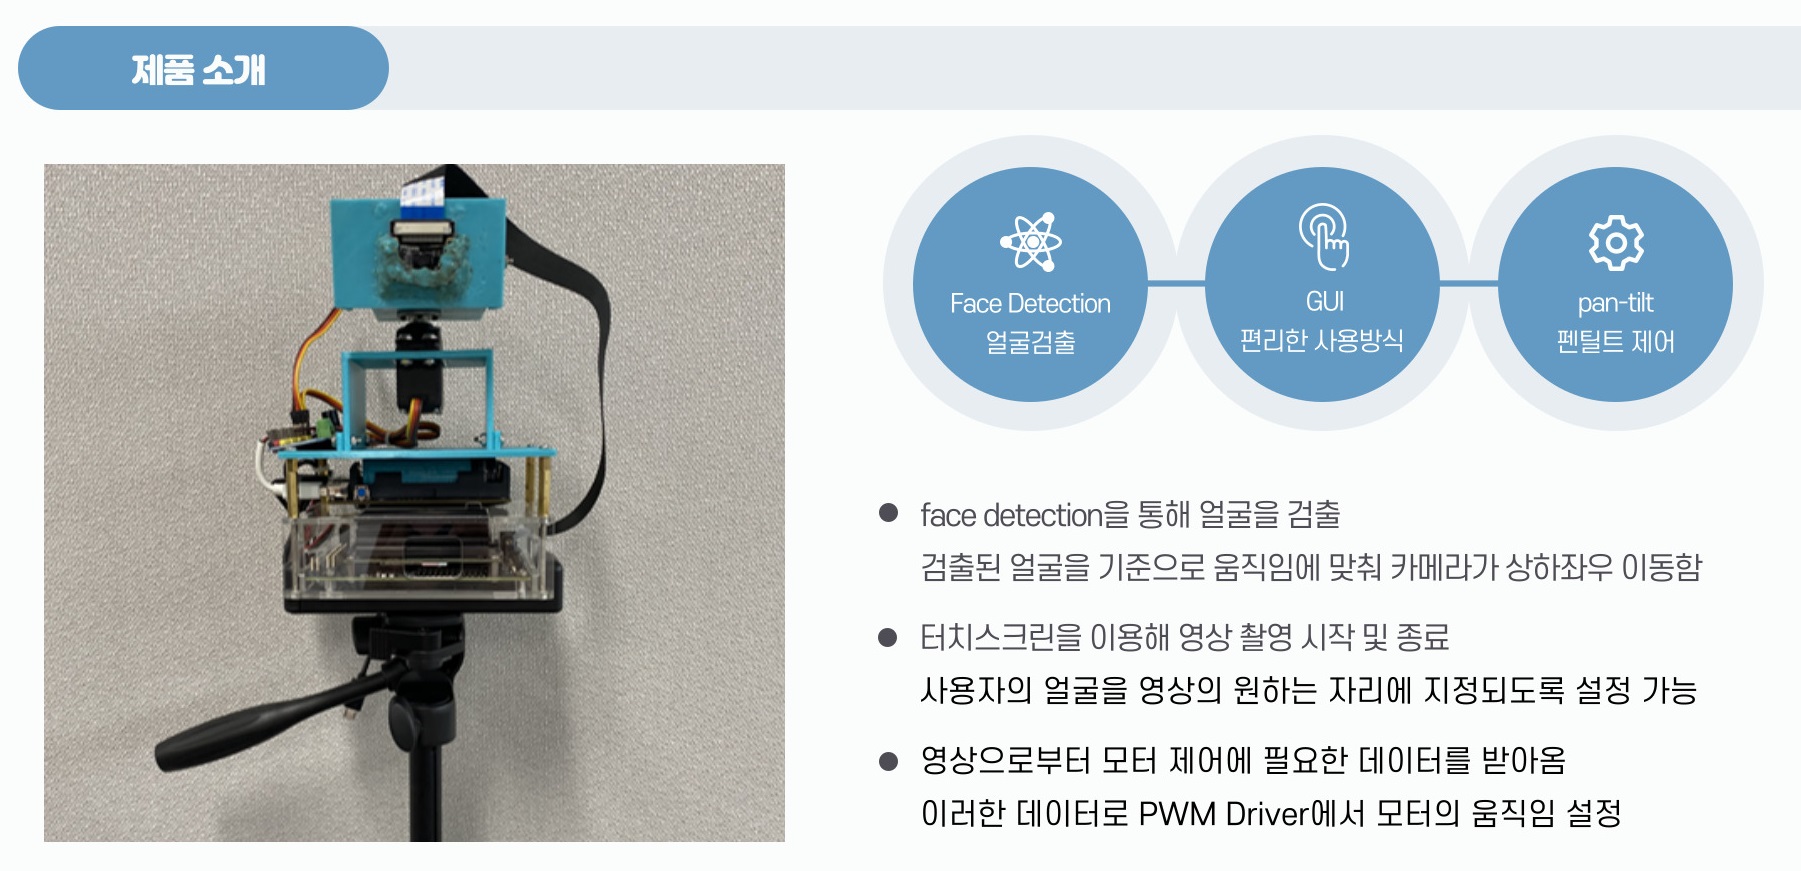 제품 소개
Face Detection
얼굴검출
GUI
편리한 사용방식
pan-tilt
펜틸트 제어
face detection을 통해 얼굴을 검출
검출된 얼굴을 기준으로 움직임에 맞춰 카메라가 상하좌우 이동함
터치스크린을 이용해 영상 촬영 시작 및 종료
사용자의 얼굴을 영상의 원하는 자리에 지정되도록 설정 가능
영상으로부터 모터 제어에 필요한 데이터를 받아옴
이러한 데이터로 PWM Driver에서 모터의 움직임 설정